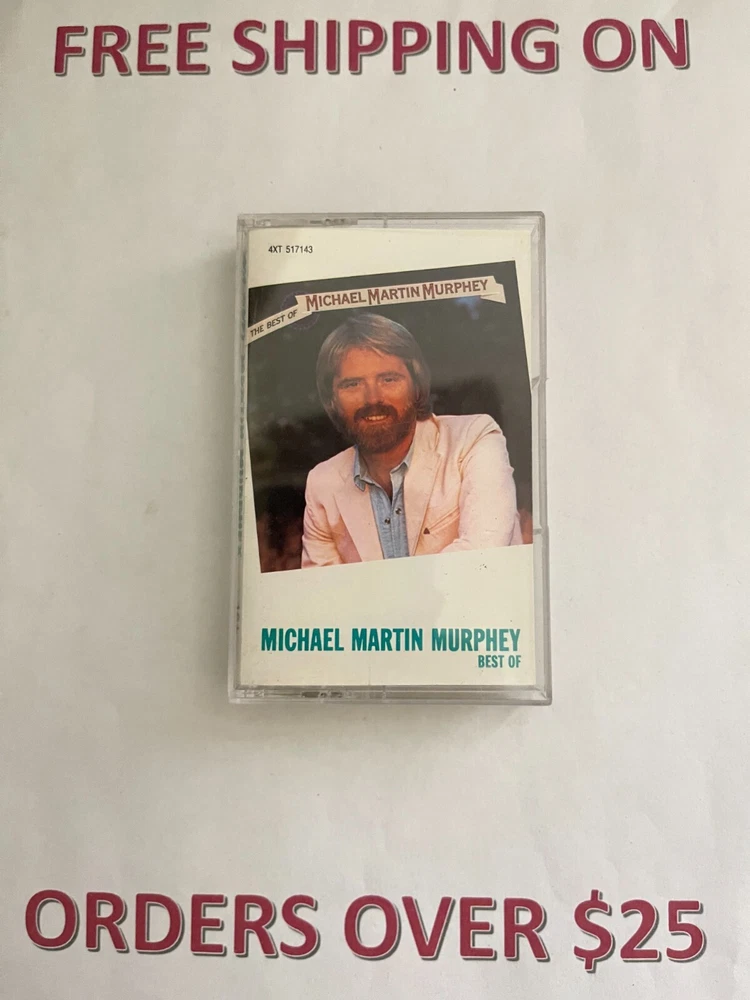 FREE SHIPPING ON
4XT 517143
THE BEST OF MICHAEL MARTIN MURPHEY
MICHAEL MARTIN MURPHEY
BEST OF
ORDERS OVER $25